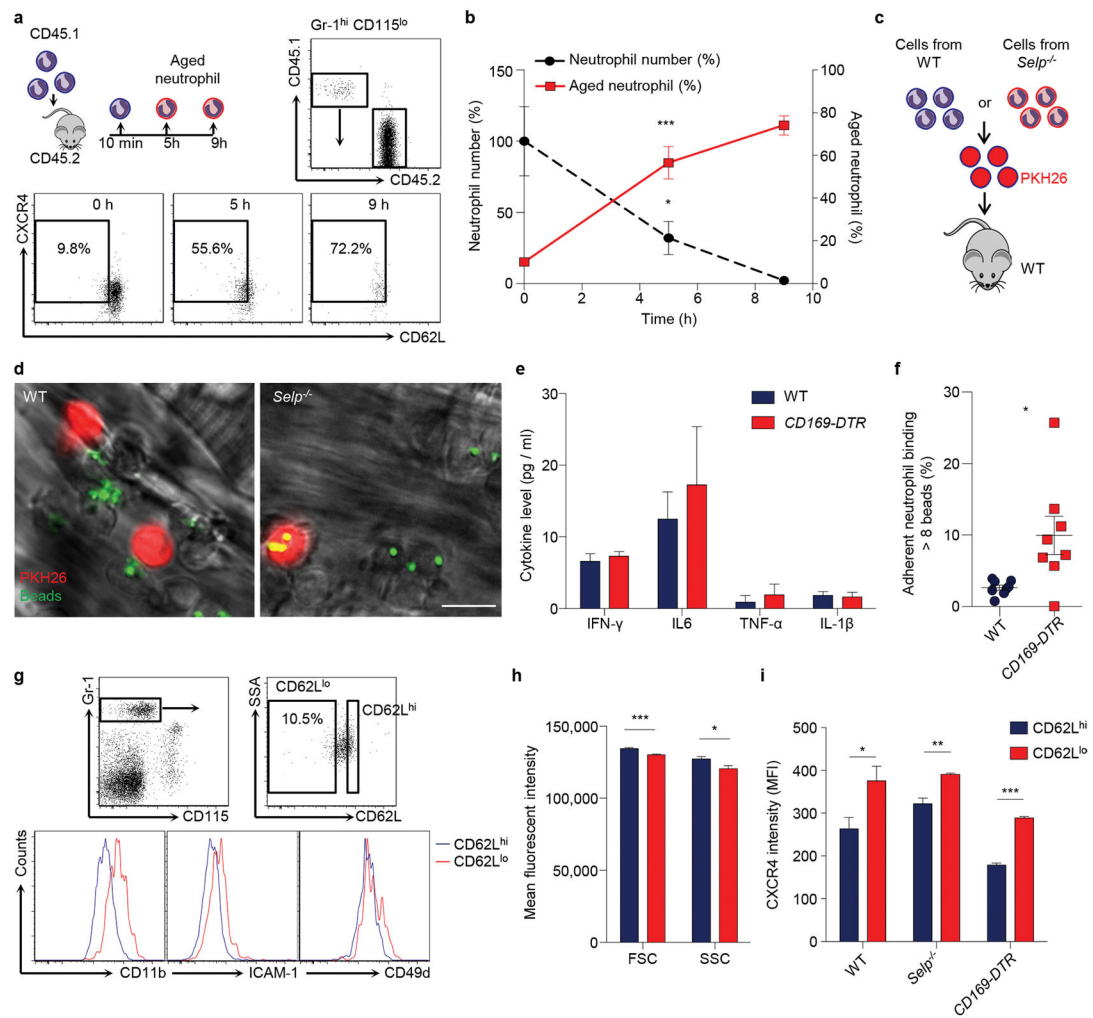 a
CD45.1
Aged
neutrophil
10 min
5h
9h
CD45.2
Gr-1hi CD115lo
CD45.1
CD45.2
CXCR4
0 h
5 h
9 h
9.8%
55.6%
72.2%
CD62L
b
Neutrophil number (%)
Aged neutrophil (%)
Neutrophil number (%)
150
100
50
0
100
80
60
40
20
0
Aged neutrophil (%)
***
*
0
2
4
6
8
10
Time (h)
c
Cells from
WT
Cells from
Selp-/-
or
PKH26
WT
d
WT
Selp-/-
PKH26
Beads
e
Cytokine level (pg / ml)
30
20
10
0
WT
CD169-DTR
IFN-γ
IL6
TNF-α
IL-1β
f
Adherent neutrophil binding
> 8 beads (%)
30
20
10
0
*
WT
CD169-DTR
g
Gr-1
CD115
SSA
CD62Llo
10.5%
CD62Lhi
CD62L
Counts
CD11b
ICAM-1
CD49d
CD62Lhi
CD62Llo
h
Mean fluorescent intensity
150,000
100,000
50,000
0
***
*
FSC
SSC
i
CXCR4 intensity (MFI)
500
400
300
200
100
0
CD62Lhi
CD62Llo
*
**
***
WT
Selp-/-
CD169-DTR